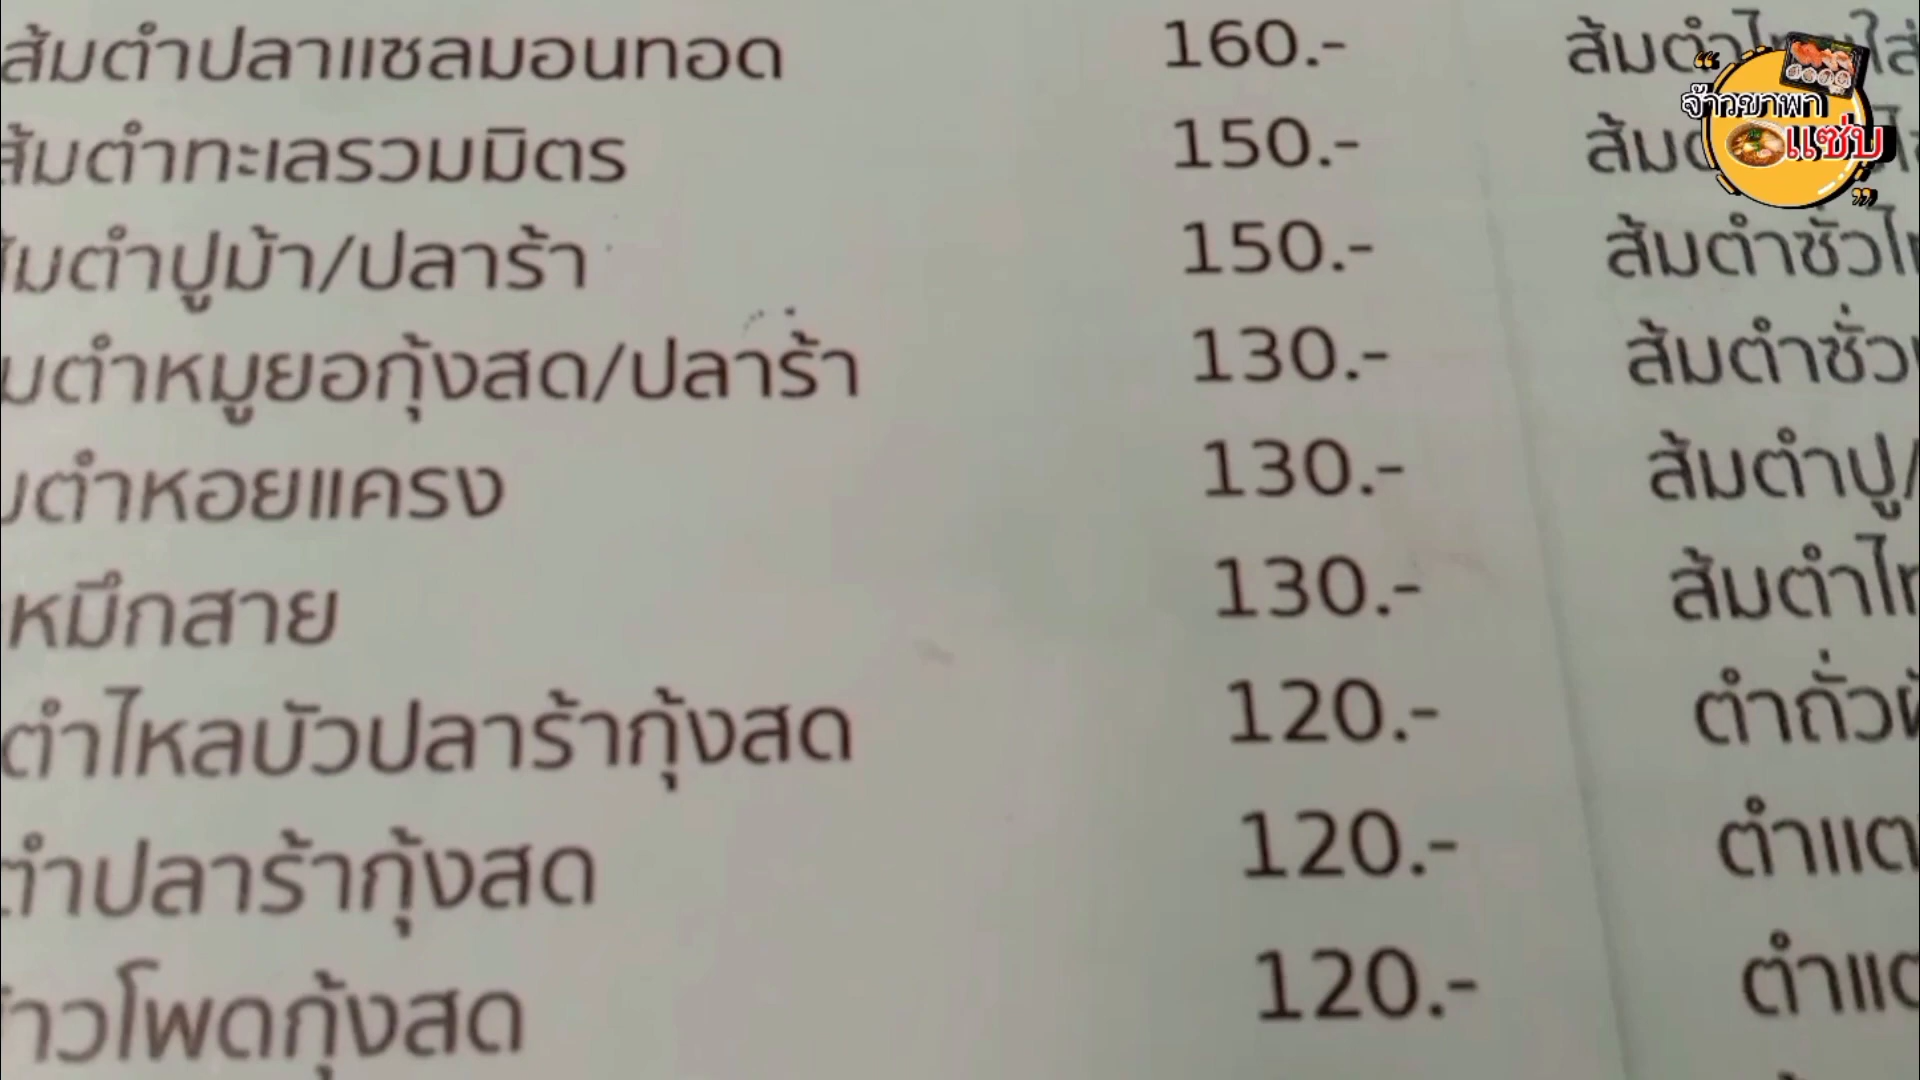 ส้มตำปลาแซลมอนทอด 160.-
ส้มตำทะเลรวมมิตร 150.-
ส้มตำปูม้า/ปลาร้า 150.-
มตำหมูยอกุ้งสด/ปลาร้า 130.-
มตำหอยแครง 130.-
หมึกสาย 130.-
ตำไหลบัวปลาร้ากุ้งสด 120.-
ตำปลาร้ากุ้งสด 120.-
าวโพดกุ้งสด 120.-
ส้มตำ
ส้มตำซั่ว
ส้มตำซั่ว
ส้มตำปู/
ส้มตำไ
ตำถั่ว
ตำแต
ตำแต
จ้าวขาพา
แซ่บ